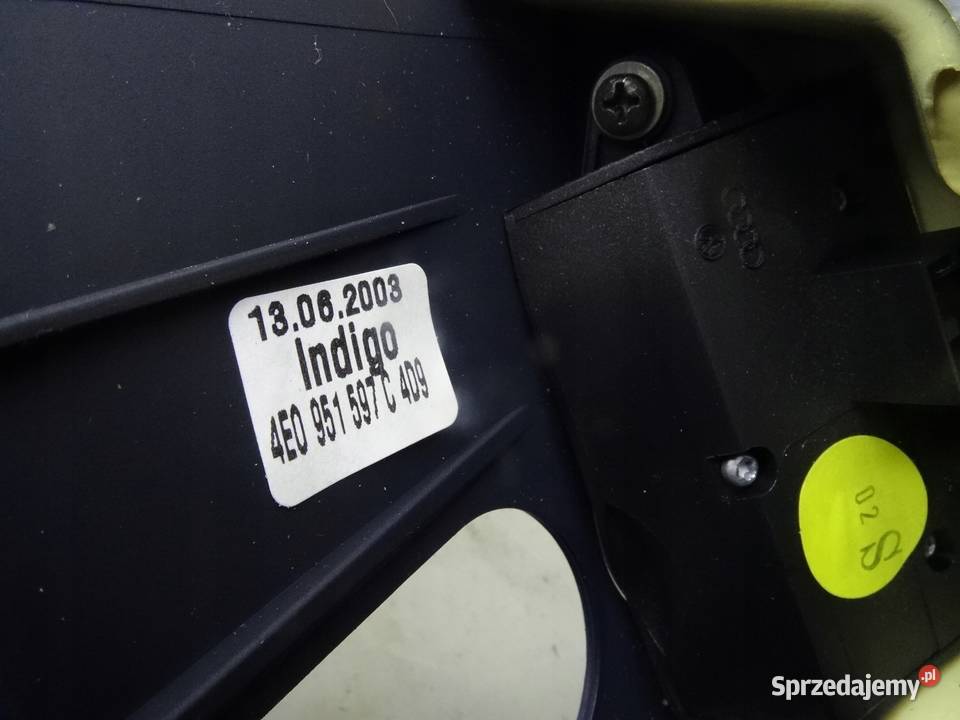 13.06.2003
Indigo
4E0 951 597 C 4D9
02
S
Sprzedajemy.pl